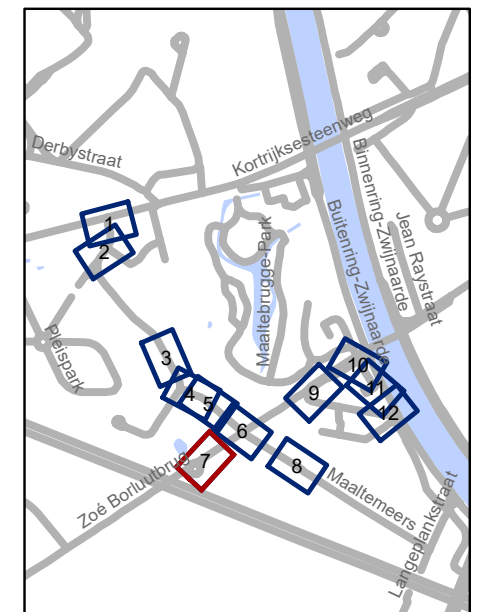 Derbystraat
Kortrijksesteenweg
Binnenring-Zwijnaarde
Jean Raystraat
Buitenring-Zwijnaarde
Maaltebrugge-Park
Pleispark
Zoé Borluutbrug
Maaltemeers
Langeplankstraat
1
2
3
4
5
6
7
8
9
10
11
12